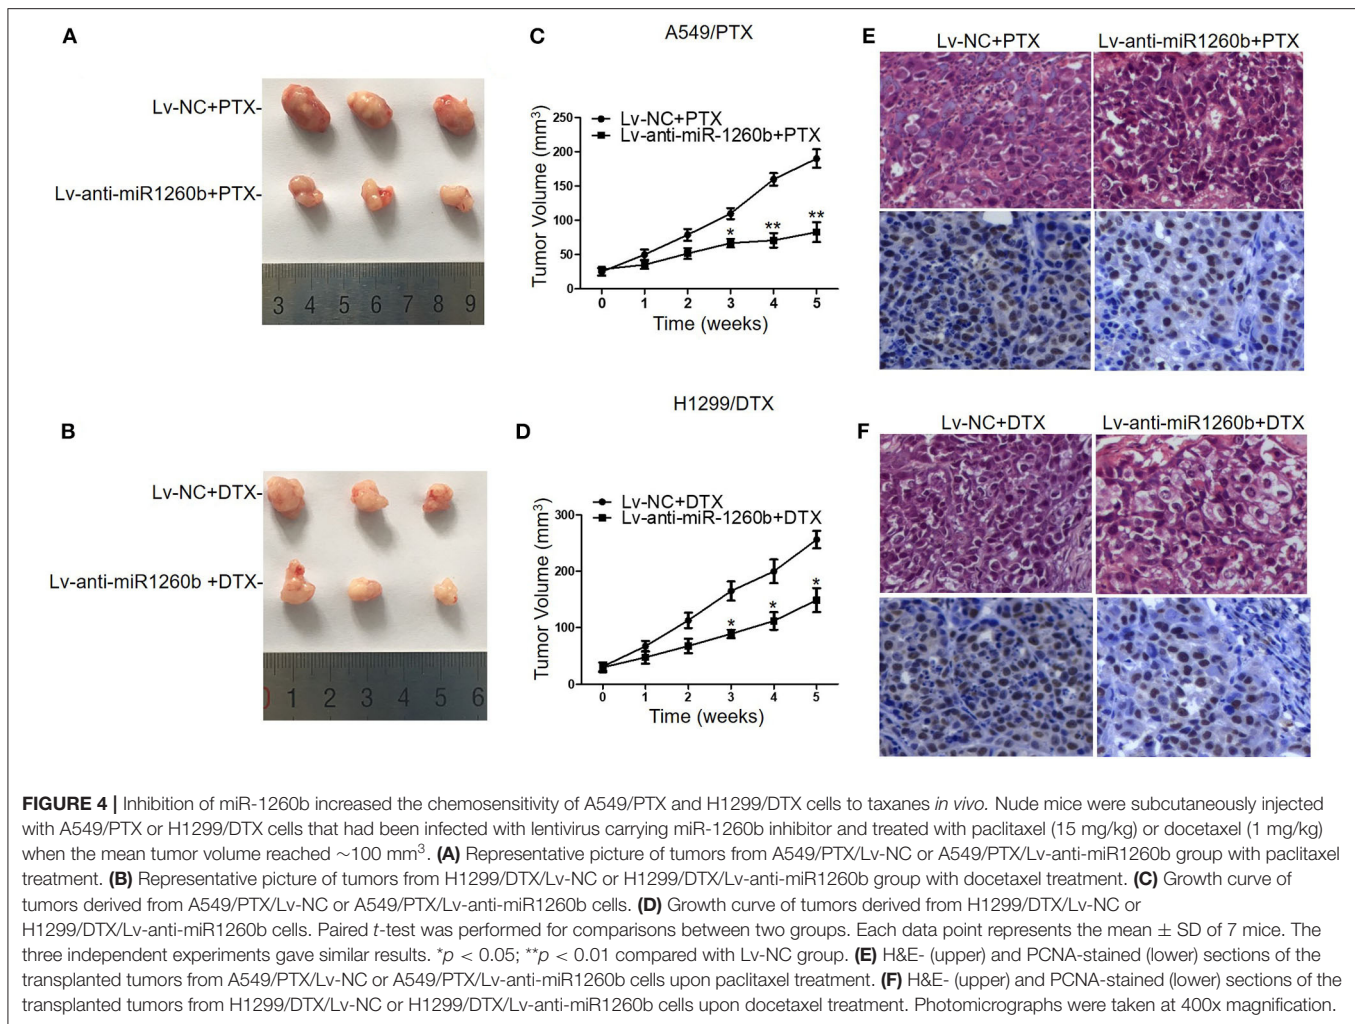 A
Lv-NC+PTX-
Lv-anti-miR1260b+PTX-
3 4 5 6 7 8 9
C
A549/PTX
Lv-NC+PTX
Lv-anti-miR-1260b+PTX
Tumor Volume (mm³)
250
200
150
100
50
0
* ** **
0 1 2 3 4 5
Time (weeks)
E
Lv-NC+PTX Lv-anti-miR1260b+PTX
B
Lv-NC+DTX-
Lv-anti-miR1260b +DTX-
0 1 2 3 4 5 6
D
H1299/DTX
Lv-NC+DTX
Lv-anti-miR-1260b+DTX
Tumor Volume (mm³)
300
200
100
0
* * *
0 1 2 3 4 5
Time (weeks)
F
Lv-NC+DTX Lv-anti-miR1260b+DTX
FIGURE 4 | Inhibition of miR-1260b increased the chemosensitivity of A549/PTX and H1299/DTX cells to taxanes in vivo. Nude mice were subcutaneously injected
with A549/PTX or H1299/DTX cells that had been infected with lentivirus carrying miR-1260b inhibitor and treated with paclitaxel (15 mg/kg) or docetaxel (1 mg/kg)
when the mean tumor volume reached ~100 mm³. (A) Representative picture of tumors from A549/PTX/Lv-NC or A549/PTX/Lv-anti-miR1260b group with paclitaxel
treatment. (B) Representative picture of tumors from H1299/DTX/Lv-NC or H1299/DTX/Lv-anti-miR1260b group with docetaxel treatment. (C) Growth curve of
tumors derived from A549/PTX/Lv-NC or A549/PTX/Lv-anti-miR1260b cells. (D) Growth curve of tumors derived from H1299/DTX/Lv-NC or
H1299/DTX/Lv-anti-miR1260b cells. Paired t-test was performed for comparisons between two groups. Each data point represents the mean ± SD of 7 mice. The
three independent experiments gave similar results. *p < 0.05; **p < 0.01 compared with Lv-NC group. (E) H&E- (upper) and PCNA-stained (lower) sections of the
transplanted tumors from A549/PTX/Lv-NC or A549/PTX/Lv-anti-miR1260b cells upon paclitaxel treatment. (F) H&E- (upper) and PCNA-stained (lower) sections of the
transplanted tumors from H1299/DTX/Lv-NC or H1299/DTX/Lv-anti-miR1260b cells upon docetaxel treatment. Photomicrographs were taken at 400x magnification.